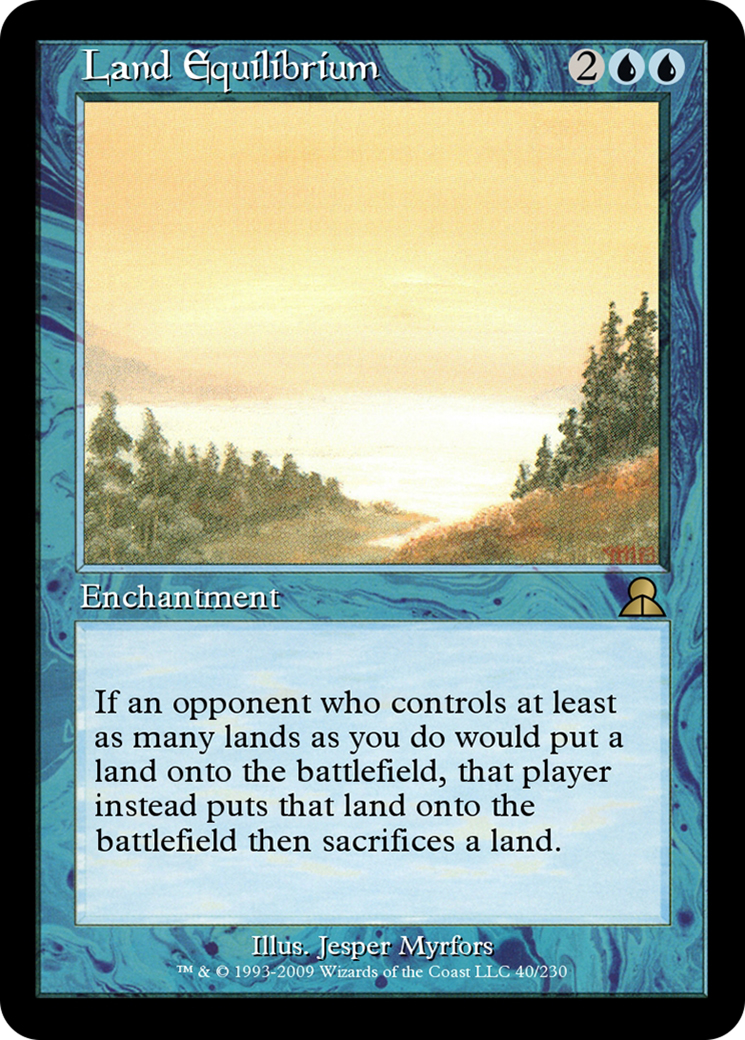 Land Equilibrium 2
Enchantment
If an opponent who controls at least
as many lands as you do would put a
land onto the battlefield, that player
instead puts that land onto the
battlefield then sacrifices a land.
Illus. Jesper Myrfors
™ & © 1993-2009 Wizards of the Coast LLC 40/230